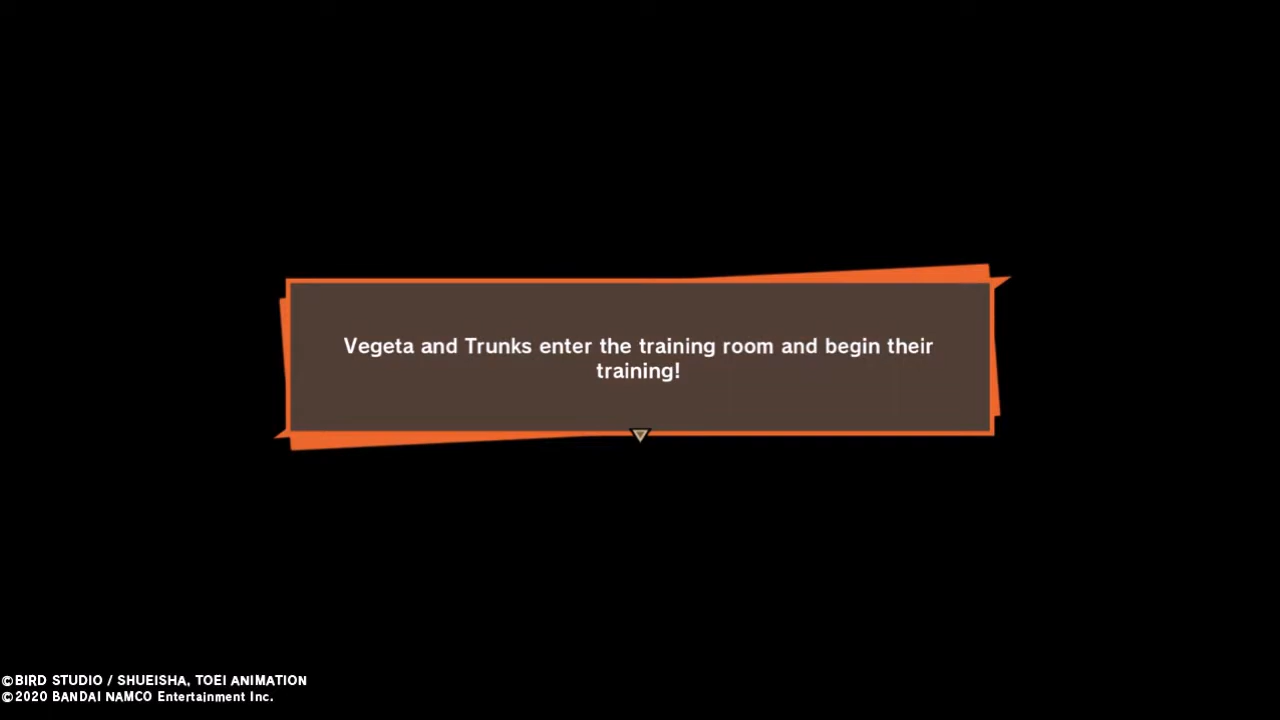 Vegeta and Trunks enter the training room and begin their
training!
©BIRD STUDIO / SHUEISHA, TOEI ANIMATION
©2020 BANDAI NAMCO Entertainment Inc.